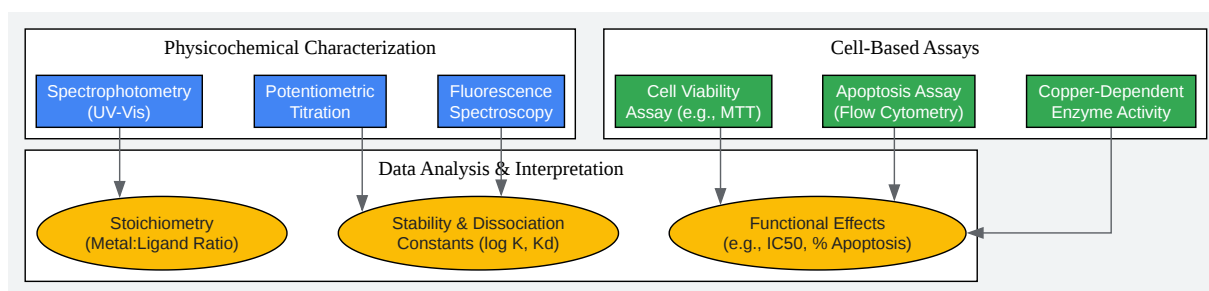 Physicochemical Characterization
Spectrophotometry
(UV-Vis)
Potentiometric
Titration
Fluorescence
Spectroscopy
Cell-Based Assays
Cell Viability
Assay (e.g., MTT)
Apoptosis Assay
(Flow Cytometry)
Copper-Dependent
Enzyme Activity
Data Analysis & Interpretation
Stoichiometry
(Metal:Ligand Ratio)
Stability & Dissociation
Constants (log K, Kd)
Functional Effects
(e.g., IC50, % Apoptosis)